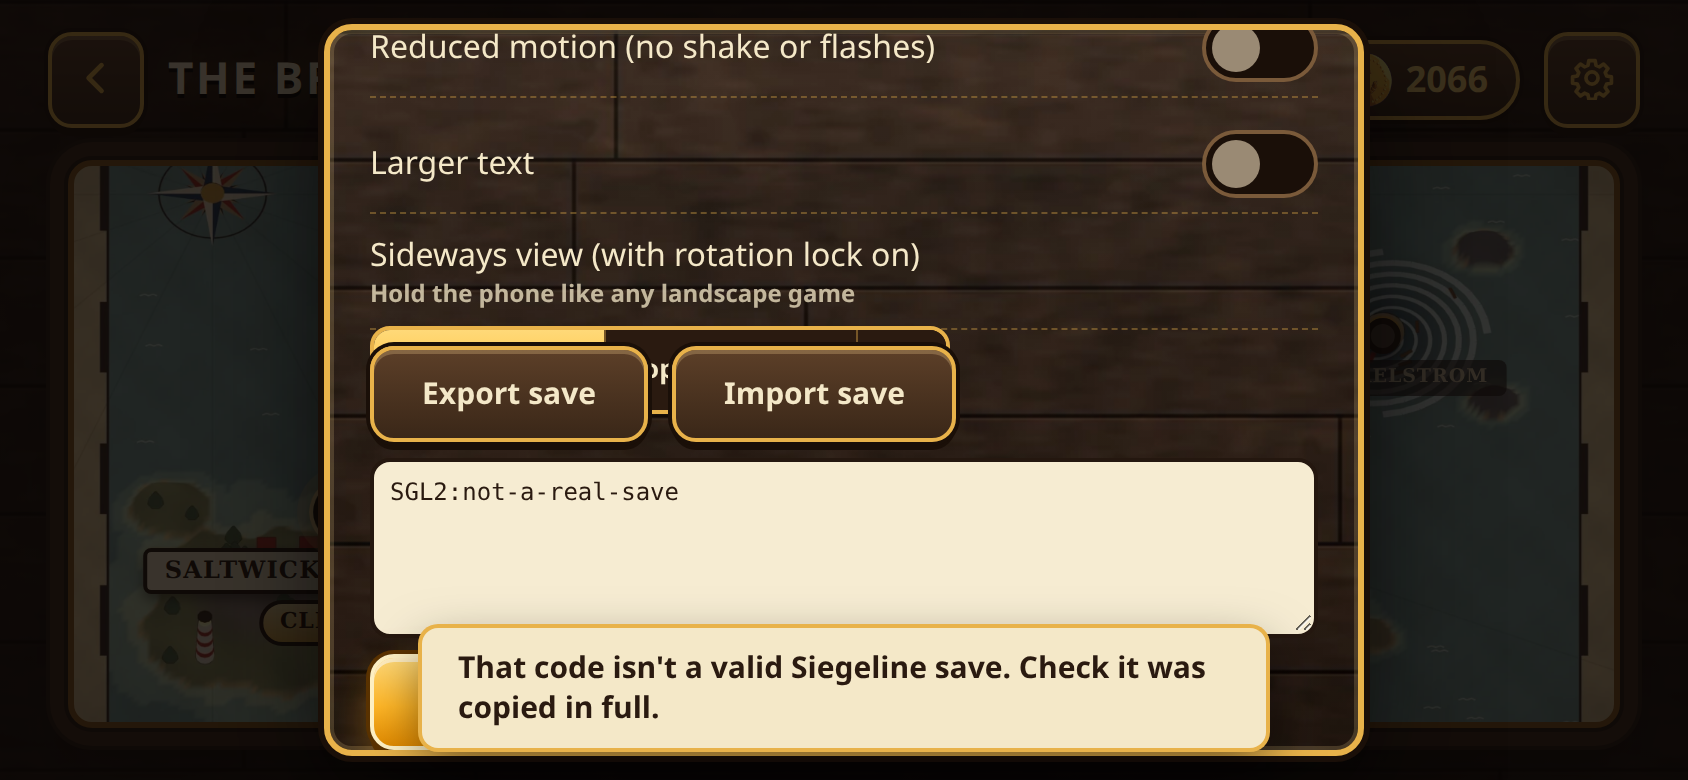 THE
2066
Reduced motion (no shake or flashes)
Larger text
Sideways view (with rotation lock on)
Hold the phone like any landscape game
Export save
Import save
SGL2:not-a-real-save
SALTWICK
That code isn't a valid Siegeline save. Check it was
copied in full.